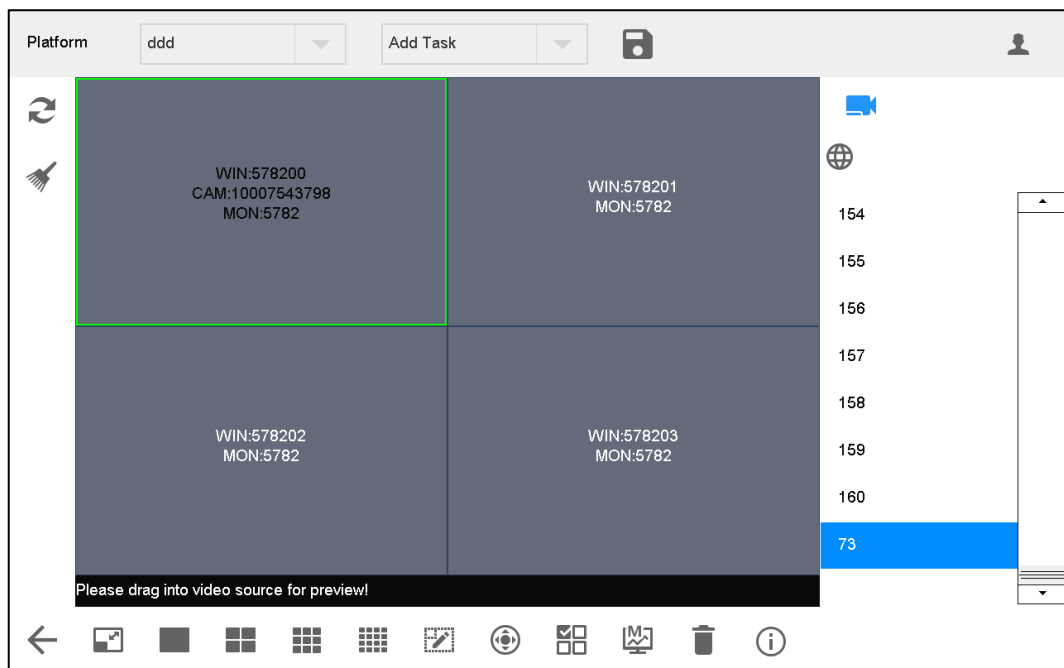 Platform
ddd
Add Task
WIN:578200
CAM:10007543798
MON:5782
WIN:578201
MON:5782
WIN:578202
MON:5782
WIN:578203
MON:5782
Please drag into video source for preview!
154
155
156
157
158
159
160
73
M